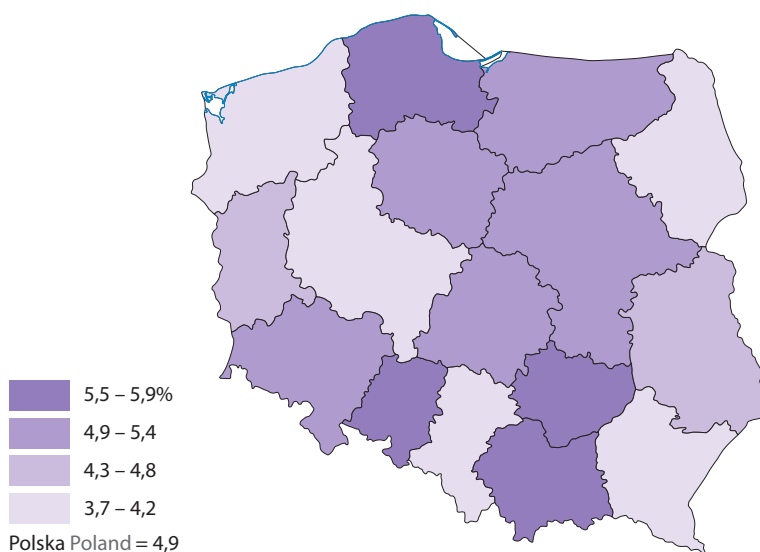 5,5 – 5,9%
4,9 – 5,4
4,3 – 4,8
3,7 – 4,2
Polska Poland = 4,9